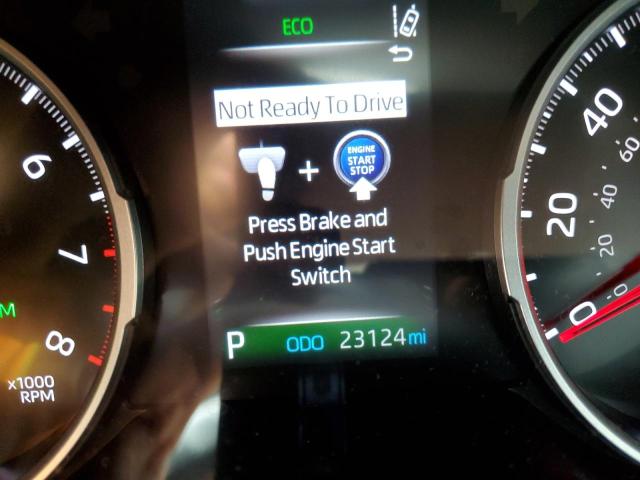 ECO
Not Ready To Drive
ENGINE
START
STOP
+
Press Brake and
Push Engine Start
Switch
P ODO 23124 mi
6
7
8
x1000
RPM
M
40
60
20
40
20
0
0